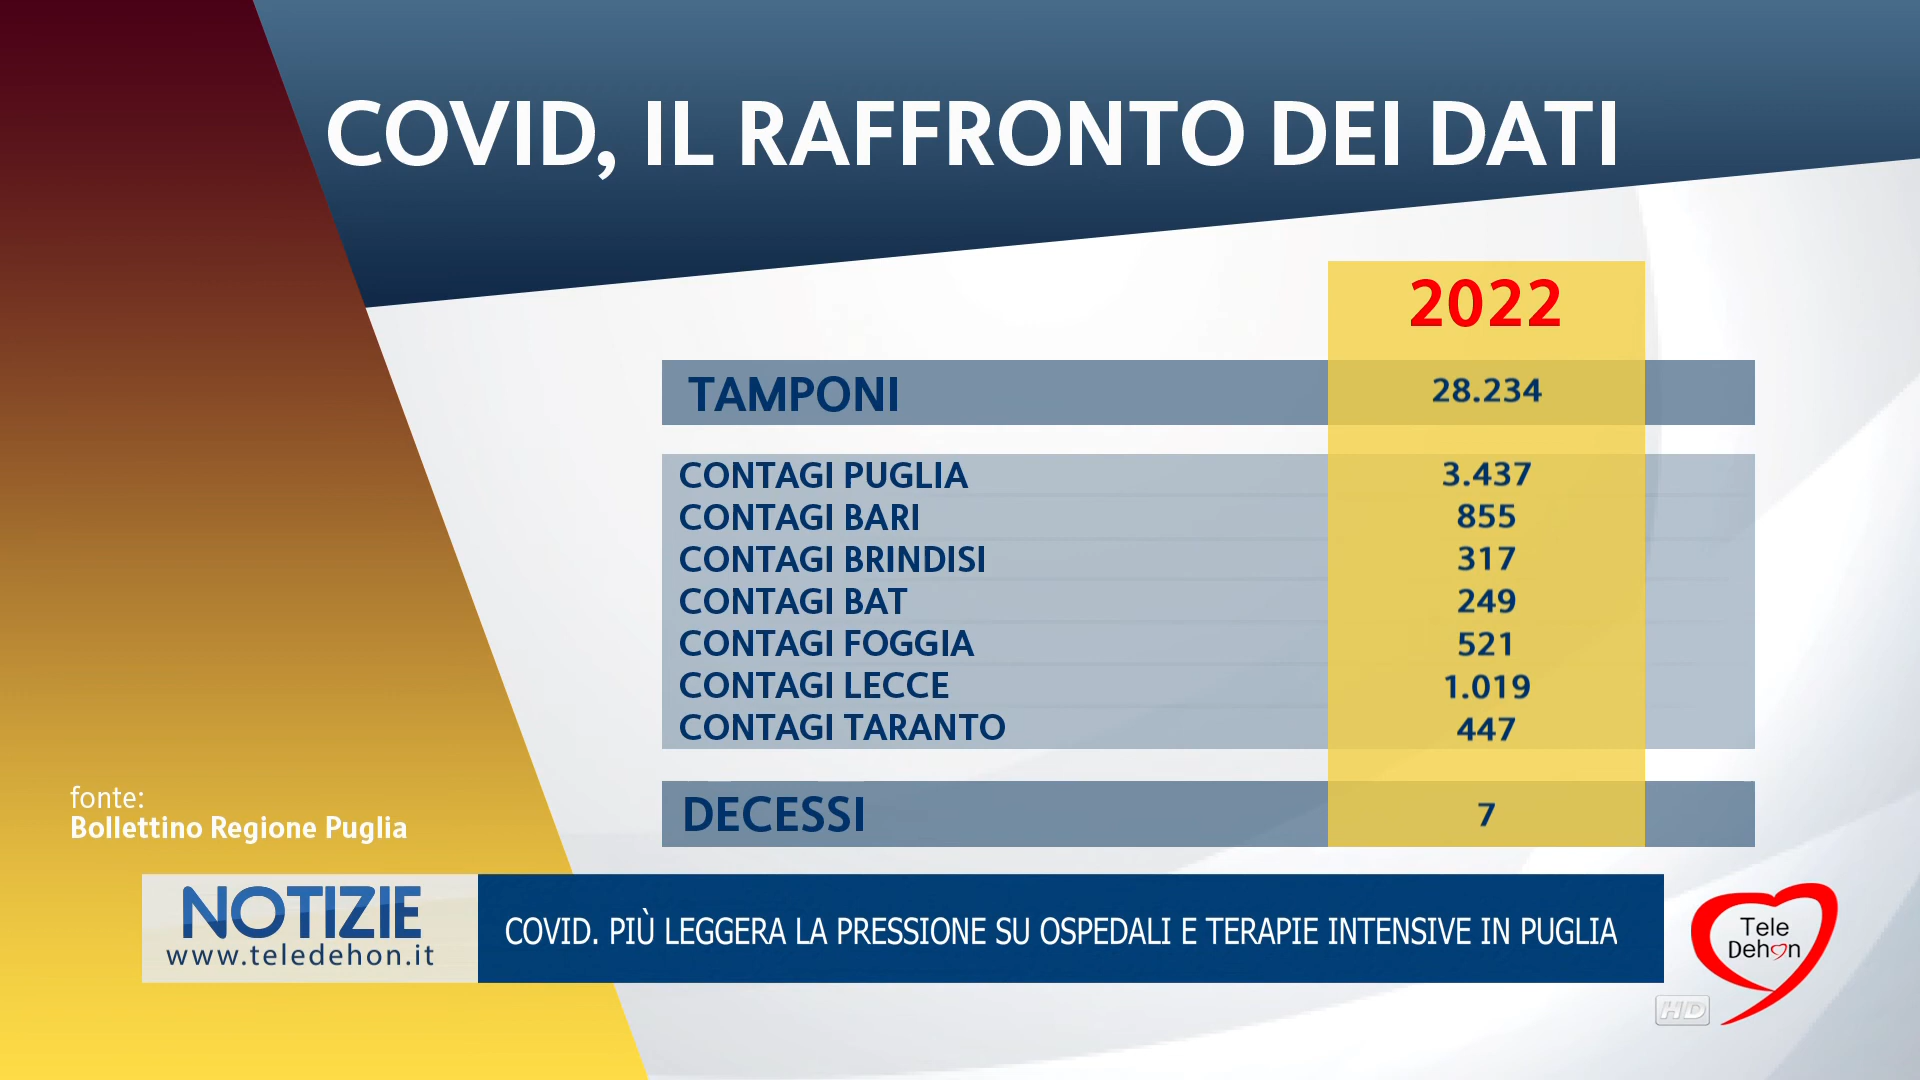 COVID, IL RAFFRONTO DEI DATI
2022
TAMPONI 28.234
CONTAGI PUGLIA 3.437
CONTAGI BARI 855
CONTAGI BRINDISI 317
CONTAGI BAT 249
CONTAGI FOGGIA 521
CONTAGI LECCE 1.019
CONTAGI TARANTO 447
DECESSI 7
fonte:
Bollettino Regione Puglia
NOTIZIE
www.teledehon.it
COVID. PIÙ LEGGERA LA PRESSIONE SU OSPEDALI E TERAPIE INTENSIVE IN PUGLIA
Tele
Dehon
HD